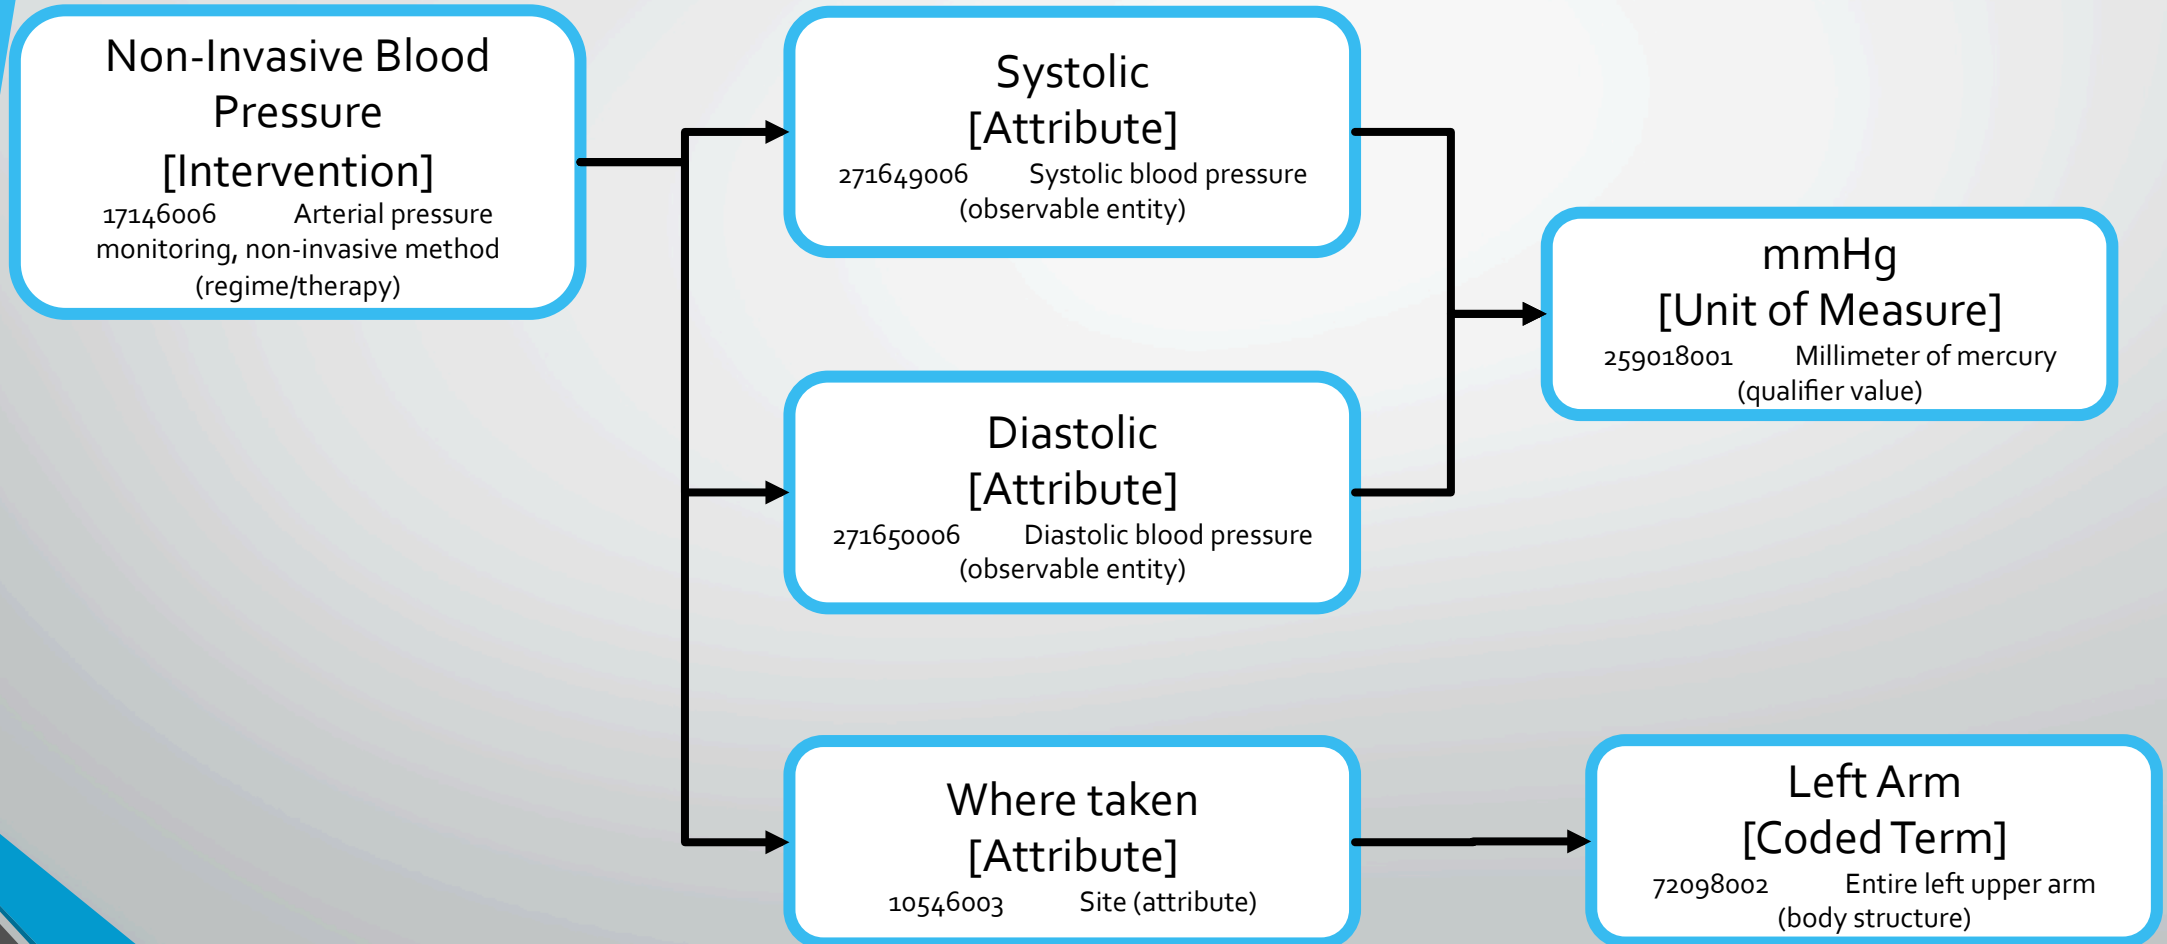 Non-Invasive Blood
Pressure
[Intervention]
17146006 Arterial pressure
monitoring, non-invasive method
(regime/therapy)
Systolic
[Attribute]
271649006 Systolic blood pressure
(observable entity)
mmHg
[Unit of Measure]
259018001 Millimeter of mercury
(qualifier value)
Diastolic
[Attribute]
271650006 Diastolic blood pressure
(observable entity)
Where taken
[Attribute]
10546003 Site (attribute)
Left Arm
[Coded Term]
72098002 Entire left upper arm
(body structure)